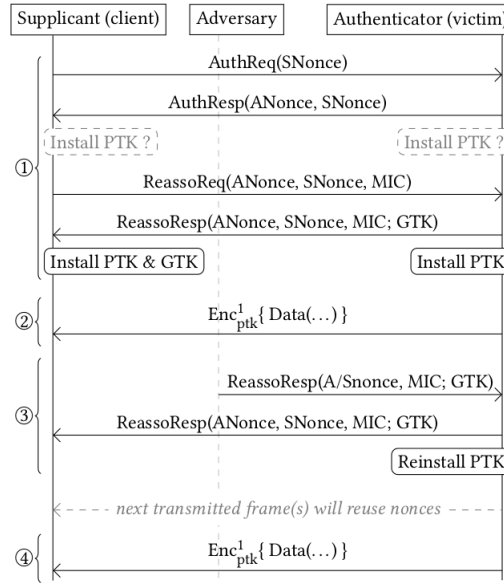 Supplicant (client) Adversary Authenticator (victim)
AuthReq(SNonce)
AuthResp(ANonce, SNonce)
Install PTK ? Install PTK ?
①
ReassoReq(ANonce, SNonce, MIC)
ReassoResp(ANonce, SNonce, MIC; GTK)
Install PTK & GTK Install PTK
② Enc¹ptk{ Data(…) }
ReassoResp(A/Snonce, MIC; GTK)
③ ReassoResp(ANonce, SNonce, MIC; GTK)
Reinstall PTK
next transmitted frame(s) will reuse nonces
④ Enc¹ptk{ Data(…) }